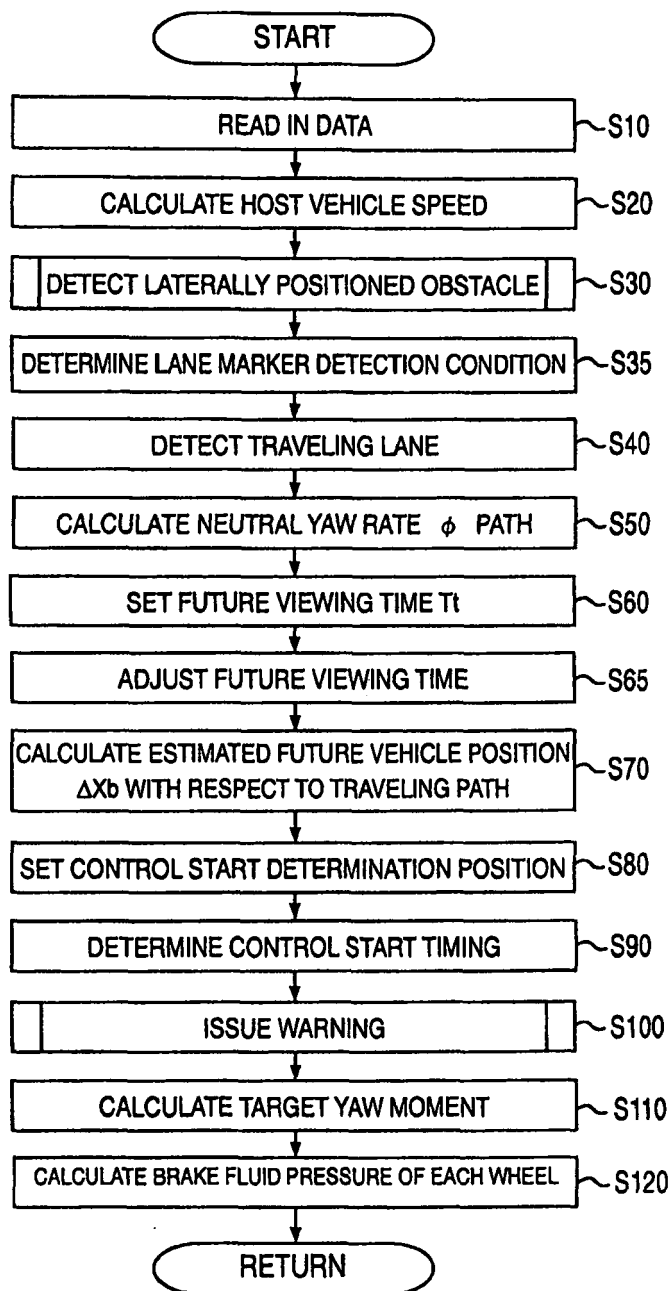 START
READ IN DATA
S10
CALCULATE HOST VEHICLE SPEED
S20
DETECT LATERALLY POSITIONED OBSTACLE
S30
DETERMINE LANE MARKER DETECTION CONDITION
S35
DETECT TRAVELING LANE
S40
CALCULATE NEUTRAL YAW RATE ϕ PATH
S50
SET FUTURE VIEWING TIME Tt
S60
ADJUST FUTURE VIEWING TIME
S65
CALCULATE ESTIMATED FUTURE VEHICLE POSITION
ΔXb WITH RESPECT TO TRAVELING PATH
S70
SET CONTROL START DETERMINATION POSITION
S80
DETERMINE CONTROL START TIMING
S90
ISSUE WARNING
S100
CALCULATE TARGET YAW MOMENT
S110
CALCULATE BRAKE FLUID PRESSURE OF EACH WHEEL
S120
RETURN